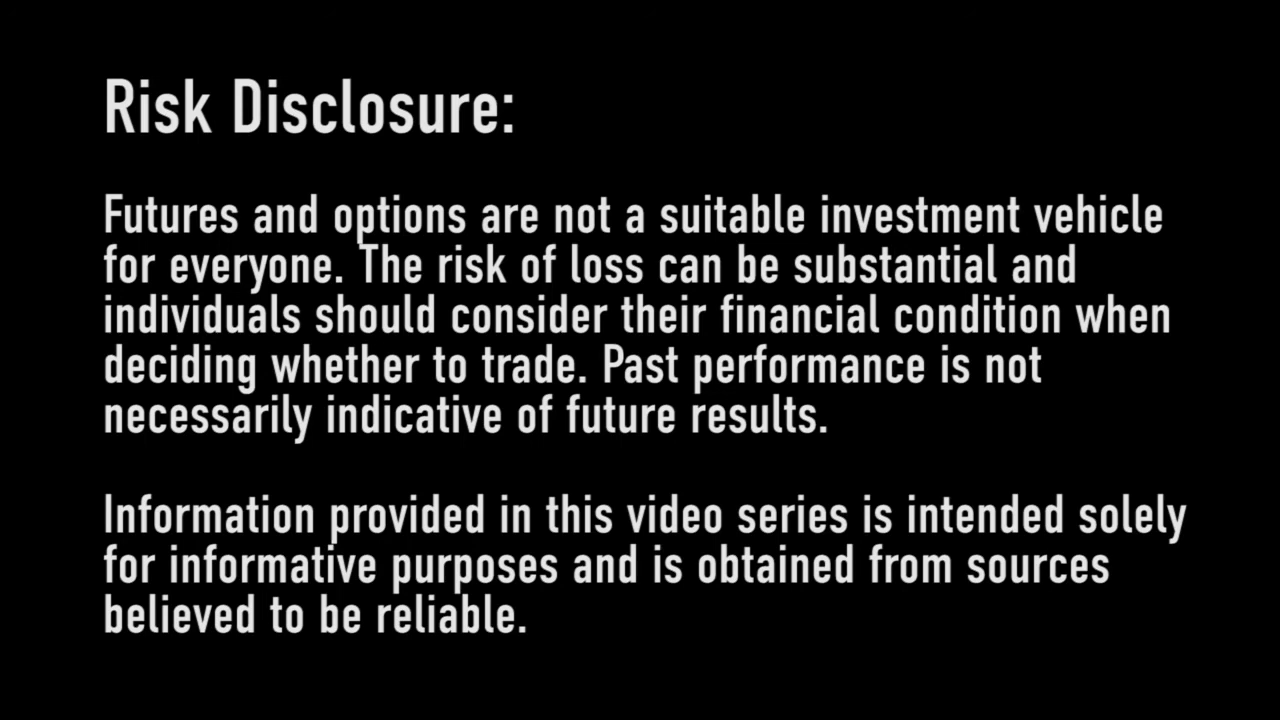 Risk Disclosure:
Futures and options are not a suitable investment vehicle
for everyone. The risk of loss can be substantial and
individuals should consider their financial condition when
deciding whether to trade. Past performance is not
necessarily indicative of future results.
Information provided in this video series is intended solely
for informative purposes and is obtained from sources
believed to be reliable.